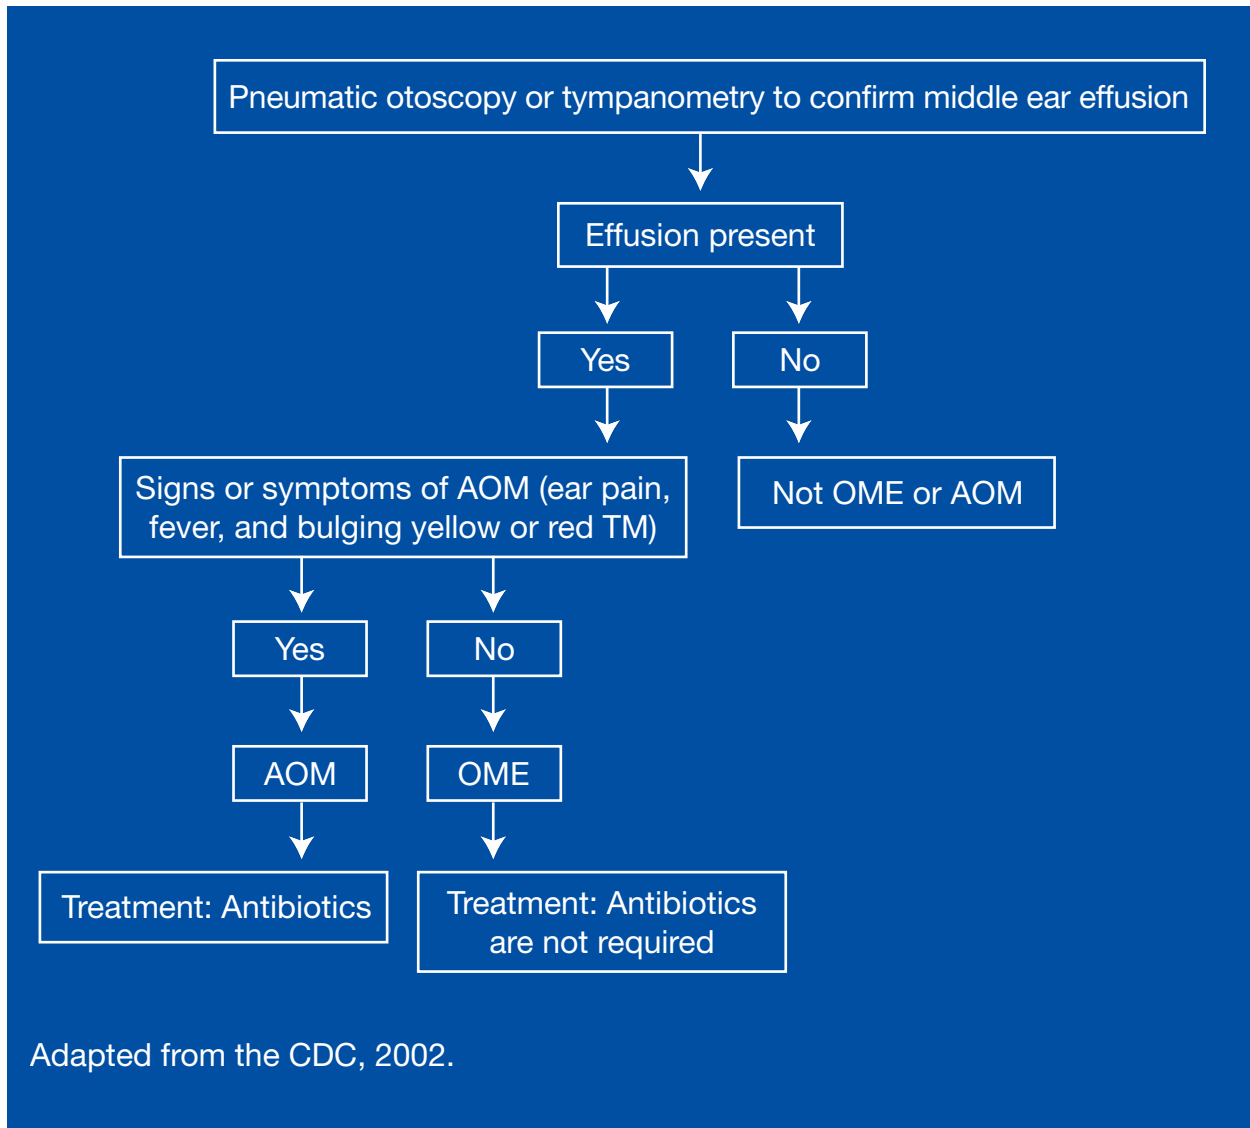 Pneumatic otoscopy or tympanometry to confirm middle ear effusion
Effusion present
Yes
No
Signs or symptoms of AOM (ear pain,
fever, and bulging yellow or red TM)
Not OME or AOM
Yes
No
AOM
OME
Treatment: Antibiotics
Treatment: Antibiotics
are not required
Adapted from the CDC, 2002.